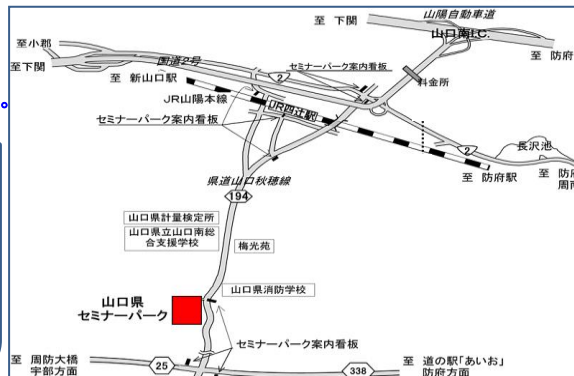 至 下関
山陽自動車道
山口南I.C.
至 防府
至小郡
至下関
国道2号
至 新山口駅
2
セミナーパーク案内看板
料金所
JR山陽本線
JR四辻駅
セミナーパーク案内看板
2
長沢池
至 防府駅
至 防府
周南
県道山口秋穂線
194
山口県計量検定所
山口県立山口南総
合支援学校
梅光苑
山口県消防学校
山口県
セミナーパーク
セミナーパーク案内看板
至 周防大橋
宇部方面
25
338
至 道の駅「あいお」
防府方面